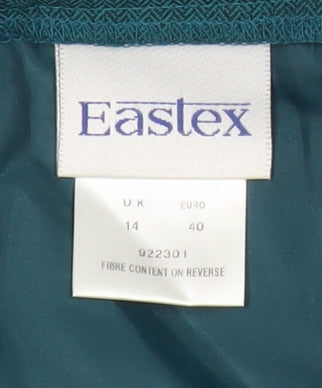 Eastex
U.K EURO
14 40
922301
FIBRE CONTENT ON REVERSE